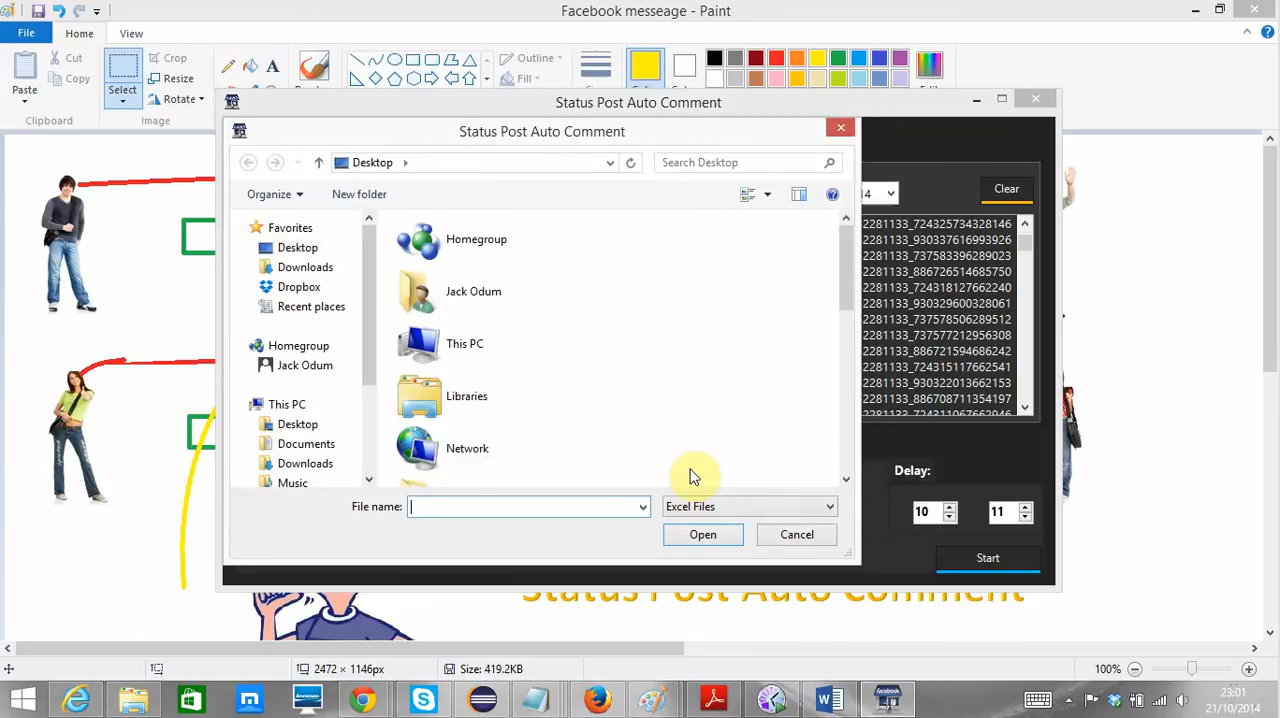 Facebook messeage - Paint
File Home View
Paste
Cut
Copy
Select
Crop
Resize
Rotate
Outline
Fill
Clipboard
Image
Status Post Auto Comment
Status Post Auto Comment
Desktop
Search Desktop
Organize
New folder
Favorites
Desktop
Downloads
Dropbox
Recent places
Homegroup
Jack Odum
This PC
Desktop
Documents
Downloads
Music
Homegroup
Jack Odum
This PC
Libraries
Network
File name:
Excel Files
Open
Cancel
14
Clear
2281133_724325734328146
2281133_930337616993926
2281133_737583396289023
2281133_886726514685750
2281133_724318127662240
2281133_930329600328061
2281133_737578506289512
2281133_737577212956308
2281133_886721594686242
2281133_724315117662541
2281133_930322013662153
2281133_886708711354197
2281133_724311067662946
Delay:
10
11
Start
Status Post Auto Comment
2472 × 1146px
Size: 419.2KB
100%
23:01
21/10/2014